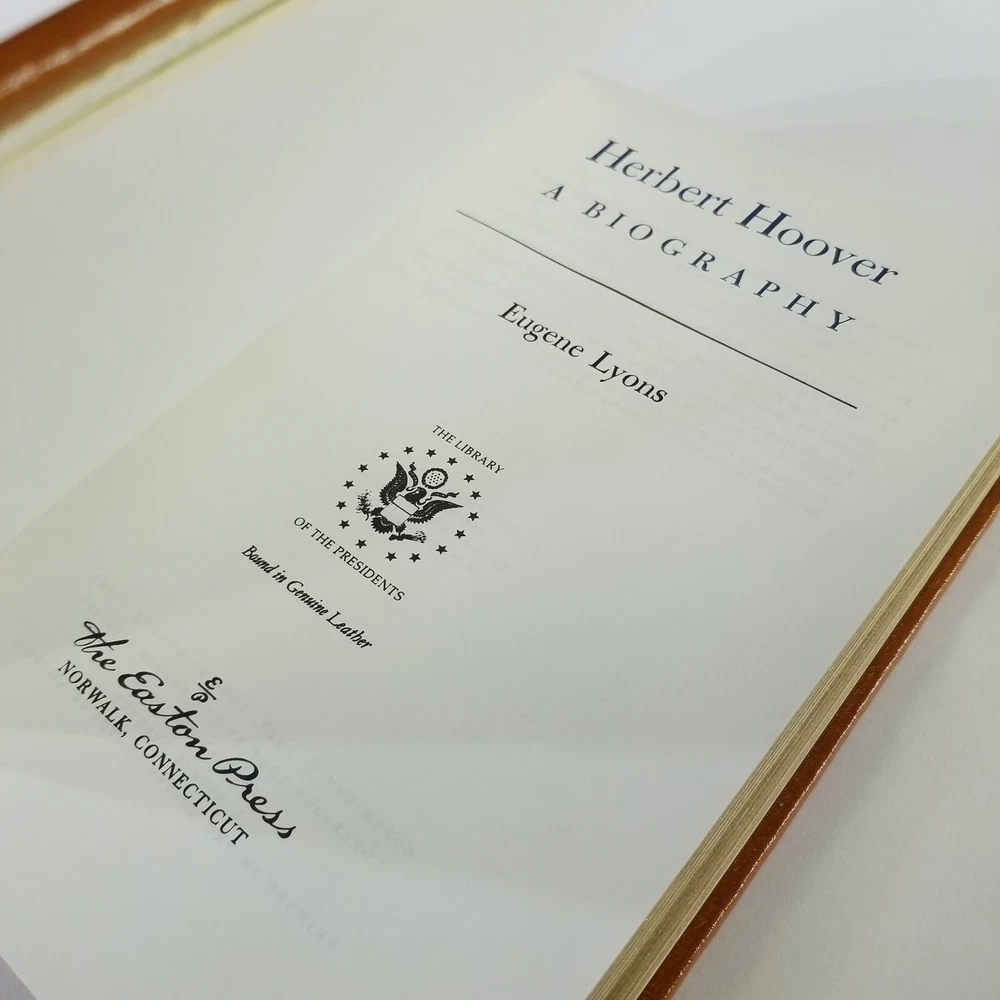 Herbert Hoover
A BIOGRAPHY
Eugene Lyons
THE LIBRARY
OF THE PRESIDENTS
Bound in Genuine Leather
E
P
The Easton Press
NORWALK, CONNECTICUT